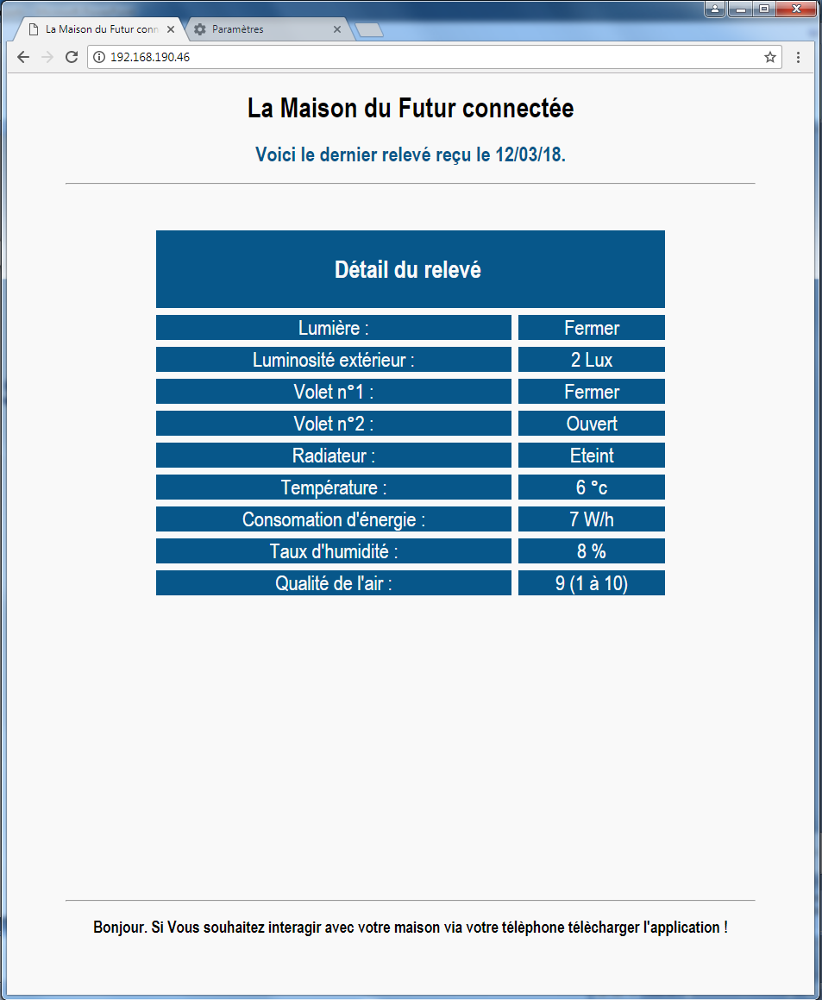 La Maison du Futur conn
Paramètres
192.168.190.46
La Maison du Futur connectée
Voici le dernier relevé reçu le 12/03/18.
Détail du relevé
Lumière : Fermer
Luminosité extérieur : 2 Lux
Volet n°1 : Fermer
Volet n°2 : Ouvert
Radiateur : Eteint
Température : 6 °c
Consomation d'énergie : 7 W/h
Taux d'humidité : 8 %
Qualité de l'air : 9 (1 à 10)
Bonjour. Si Vous souhaitez interagir avec votre maison via votre télèphone télècharger l'application !